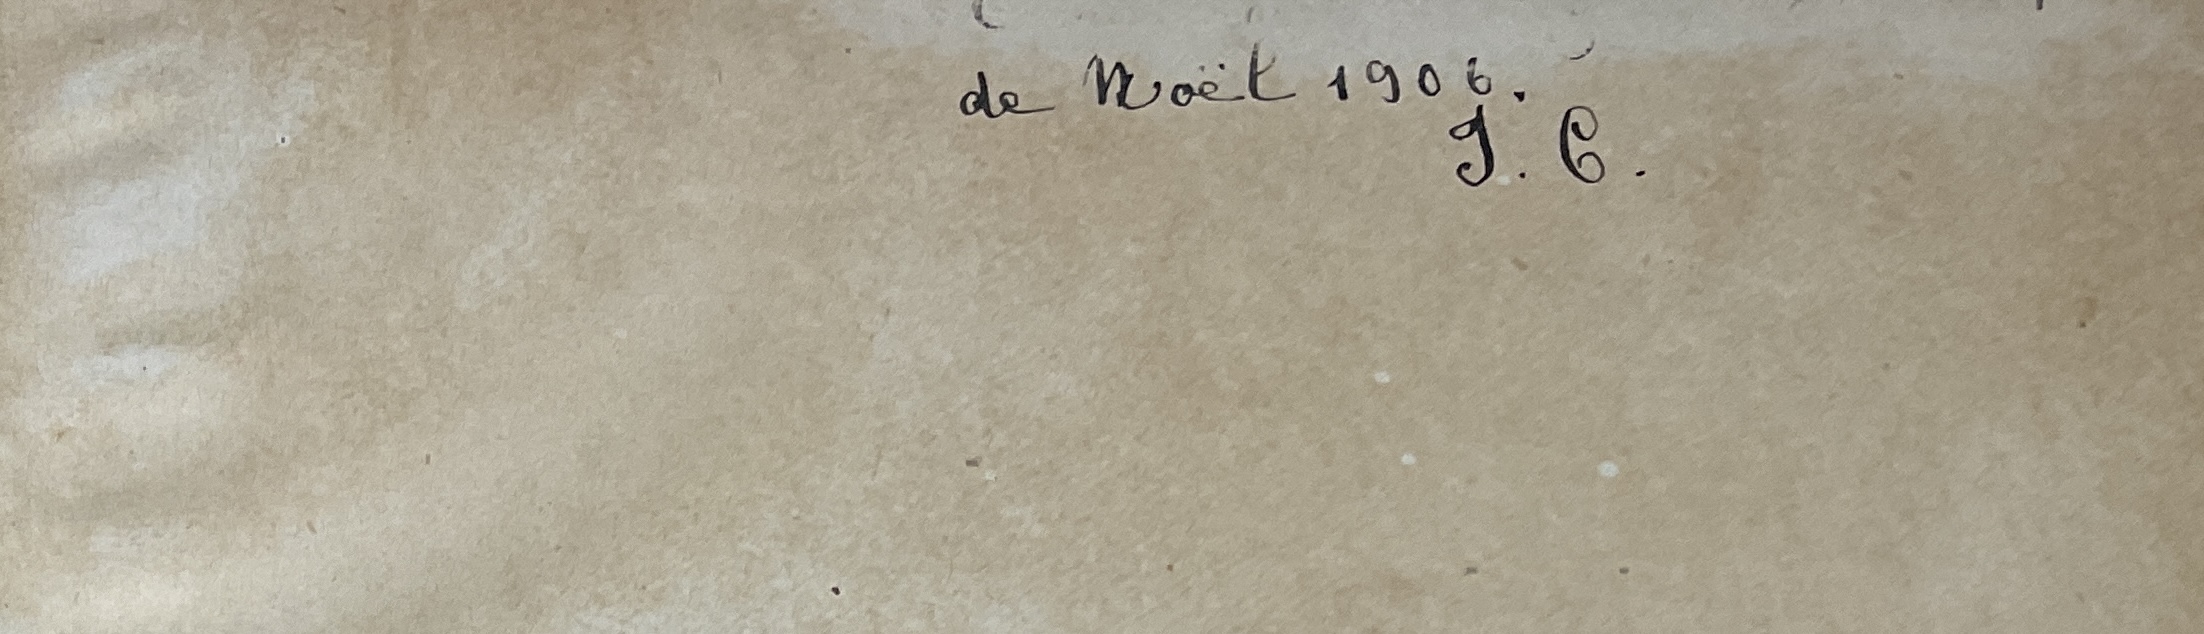 de Noël 1906.
J. C.